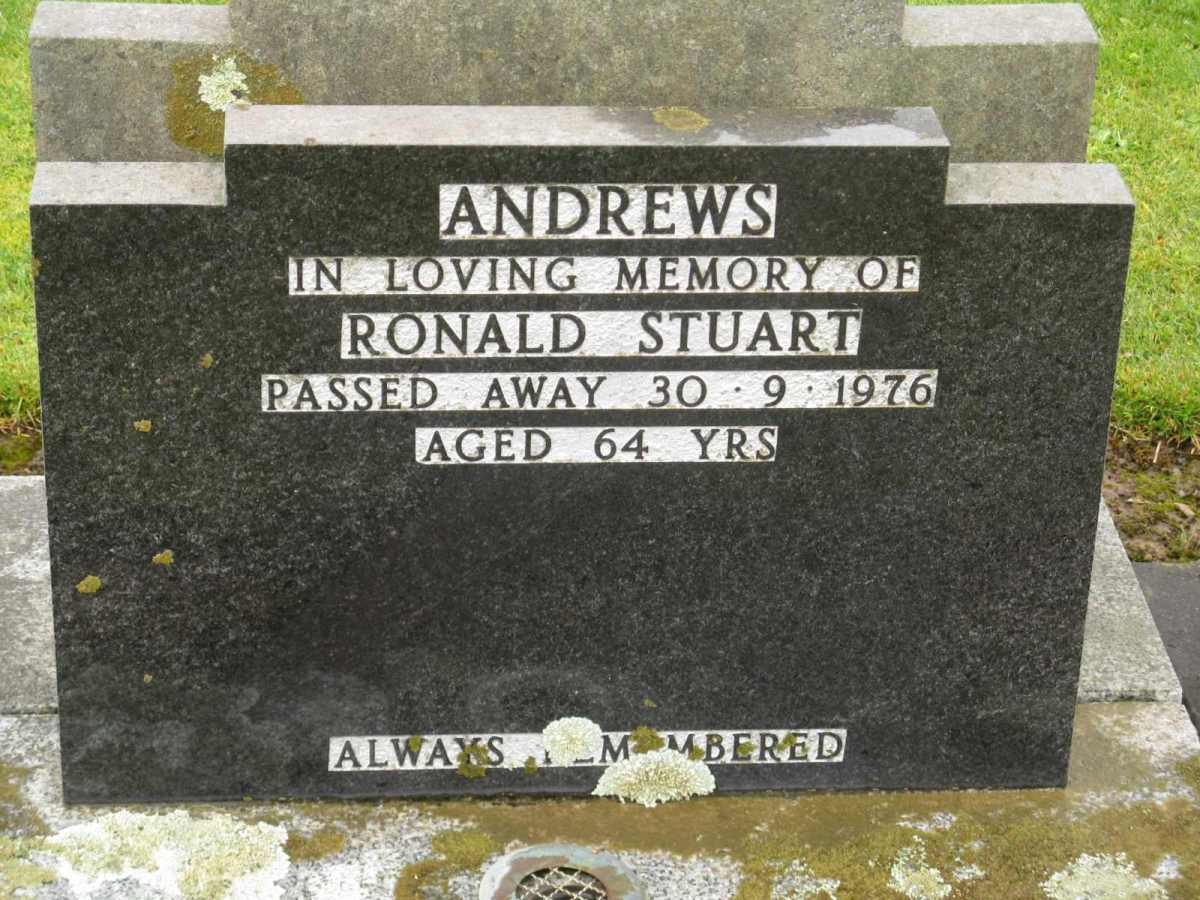 ANDREWS
IN LOVING MEMORY OF
RONALD STUART
PASSED AWAY 30 · 9 · 1976
AGED 64 YRS
ALWAYS REMEMBERED